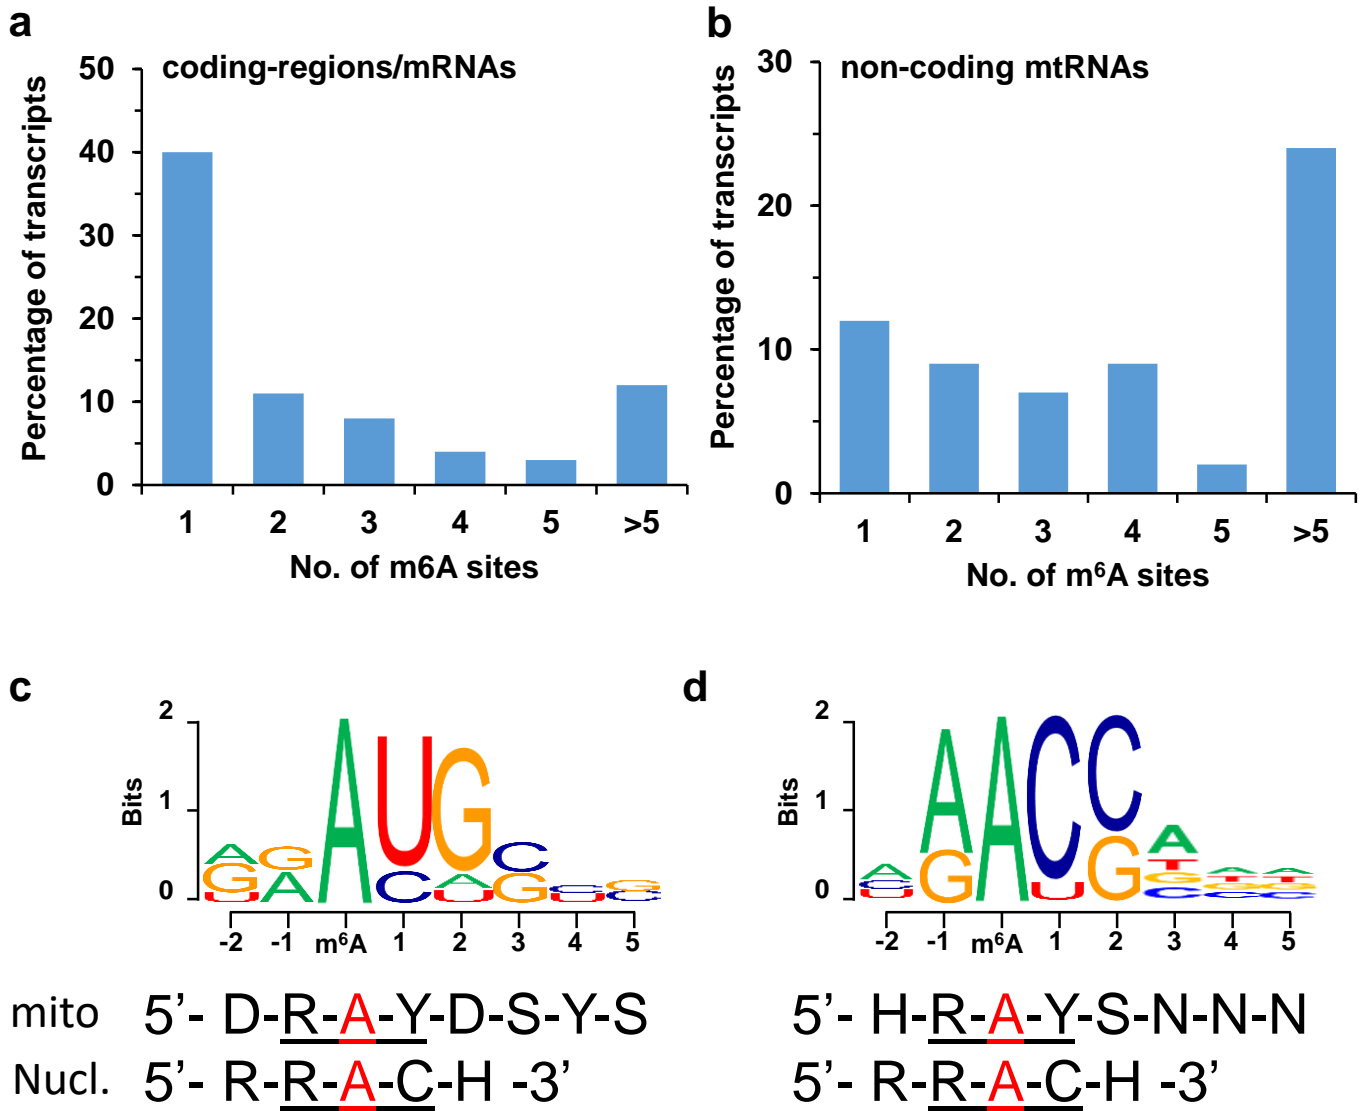 a
coding-regions/mRNAs
Percentage of transcripts
50
40
30
20
10
0
1 2 3 4 5 >5
No. of m6A sites
b
non-coding mtRNAs
Percentage of transcripts
30
20
10
0
1 2 3 4 5 >5
No. of m⁶A sites
c
Bits
2
1
0
A G U
G A
A
U C
G A U
C G
C U
G C
-2 -1 m⁶A 1 2 3 4 5
d
Bits
2
1
0
A C U
A G
A
C U
C G
A T G C
A T G C
A T G C
-2 -1 m⁶A 1 2 3 4 5
mito 5’- D-R-A-Y-D-S-Y-S
5’- H-R-A-Y-S-N-N-N
Nucl. 5’- R-R-A-C-H -3’
5’- R-R-A-C-H -3’